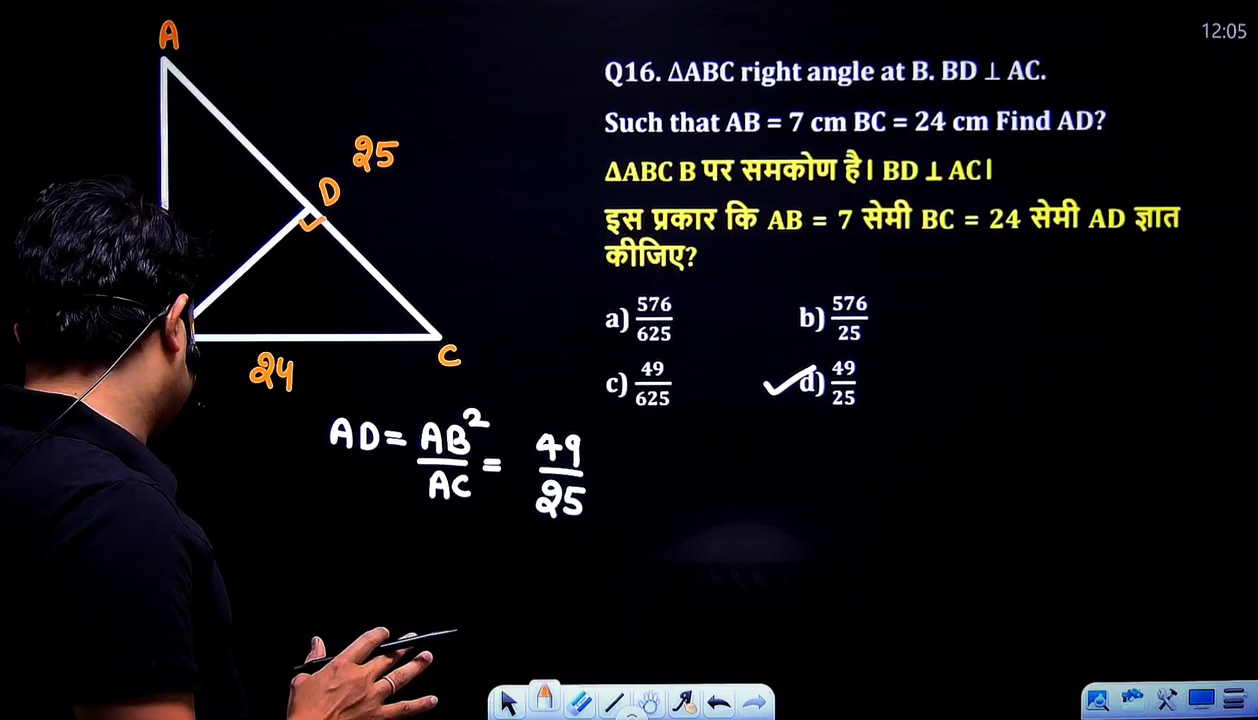 12:05
A
Q16. ΔABC right angle at B. BD ⊥ AC.
Such that AB = 7 cm BC = 24 cm Find AD?
25
D
ΔABC B पर समकोण है। BD ⊥ AC।
इस प्रकार कि AB = 7 सेमी BC = 24 सेमी AD ज्ञात
कीजिए?
a) 576/625 b) 576/25
24
C
c) 49/625 d) 49/25
AD = AB²/AC = 49/25